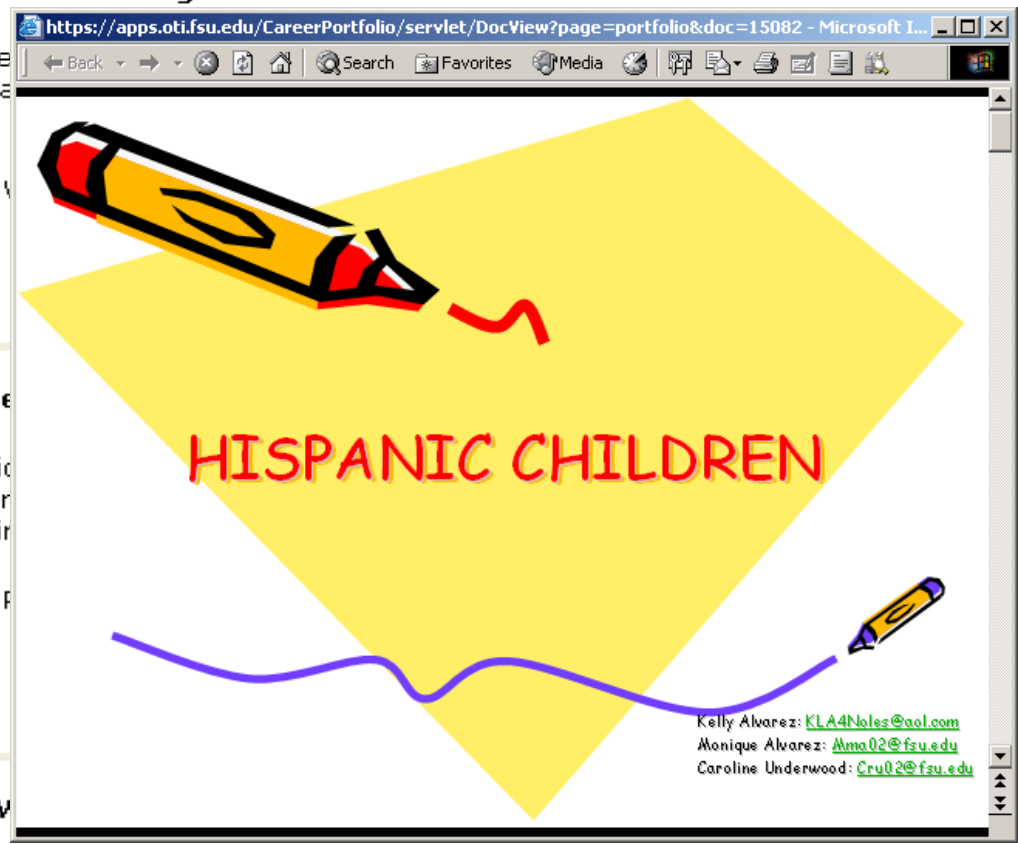 https://apps.oti.fsu.edu/CareerPortfolio/servlet/DocView?page=portfolio&doc=15082 - Microsoft I...
Back Search Favorites Media
HISPANIC CHILDREN
Kelly Alvarez: KLA4Noles@aol.com
Monique Alvarez: Mma02@fsu.edu
Caroline Underwood: Cru02@fsu.edu